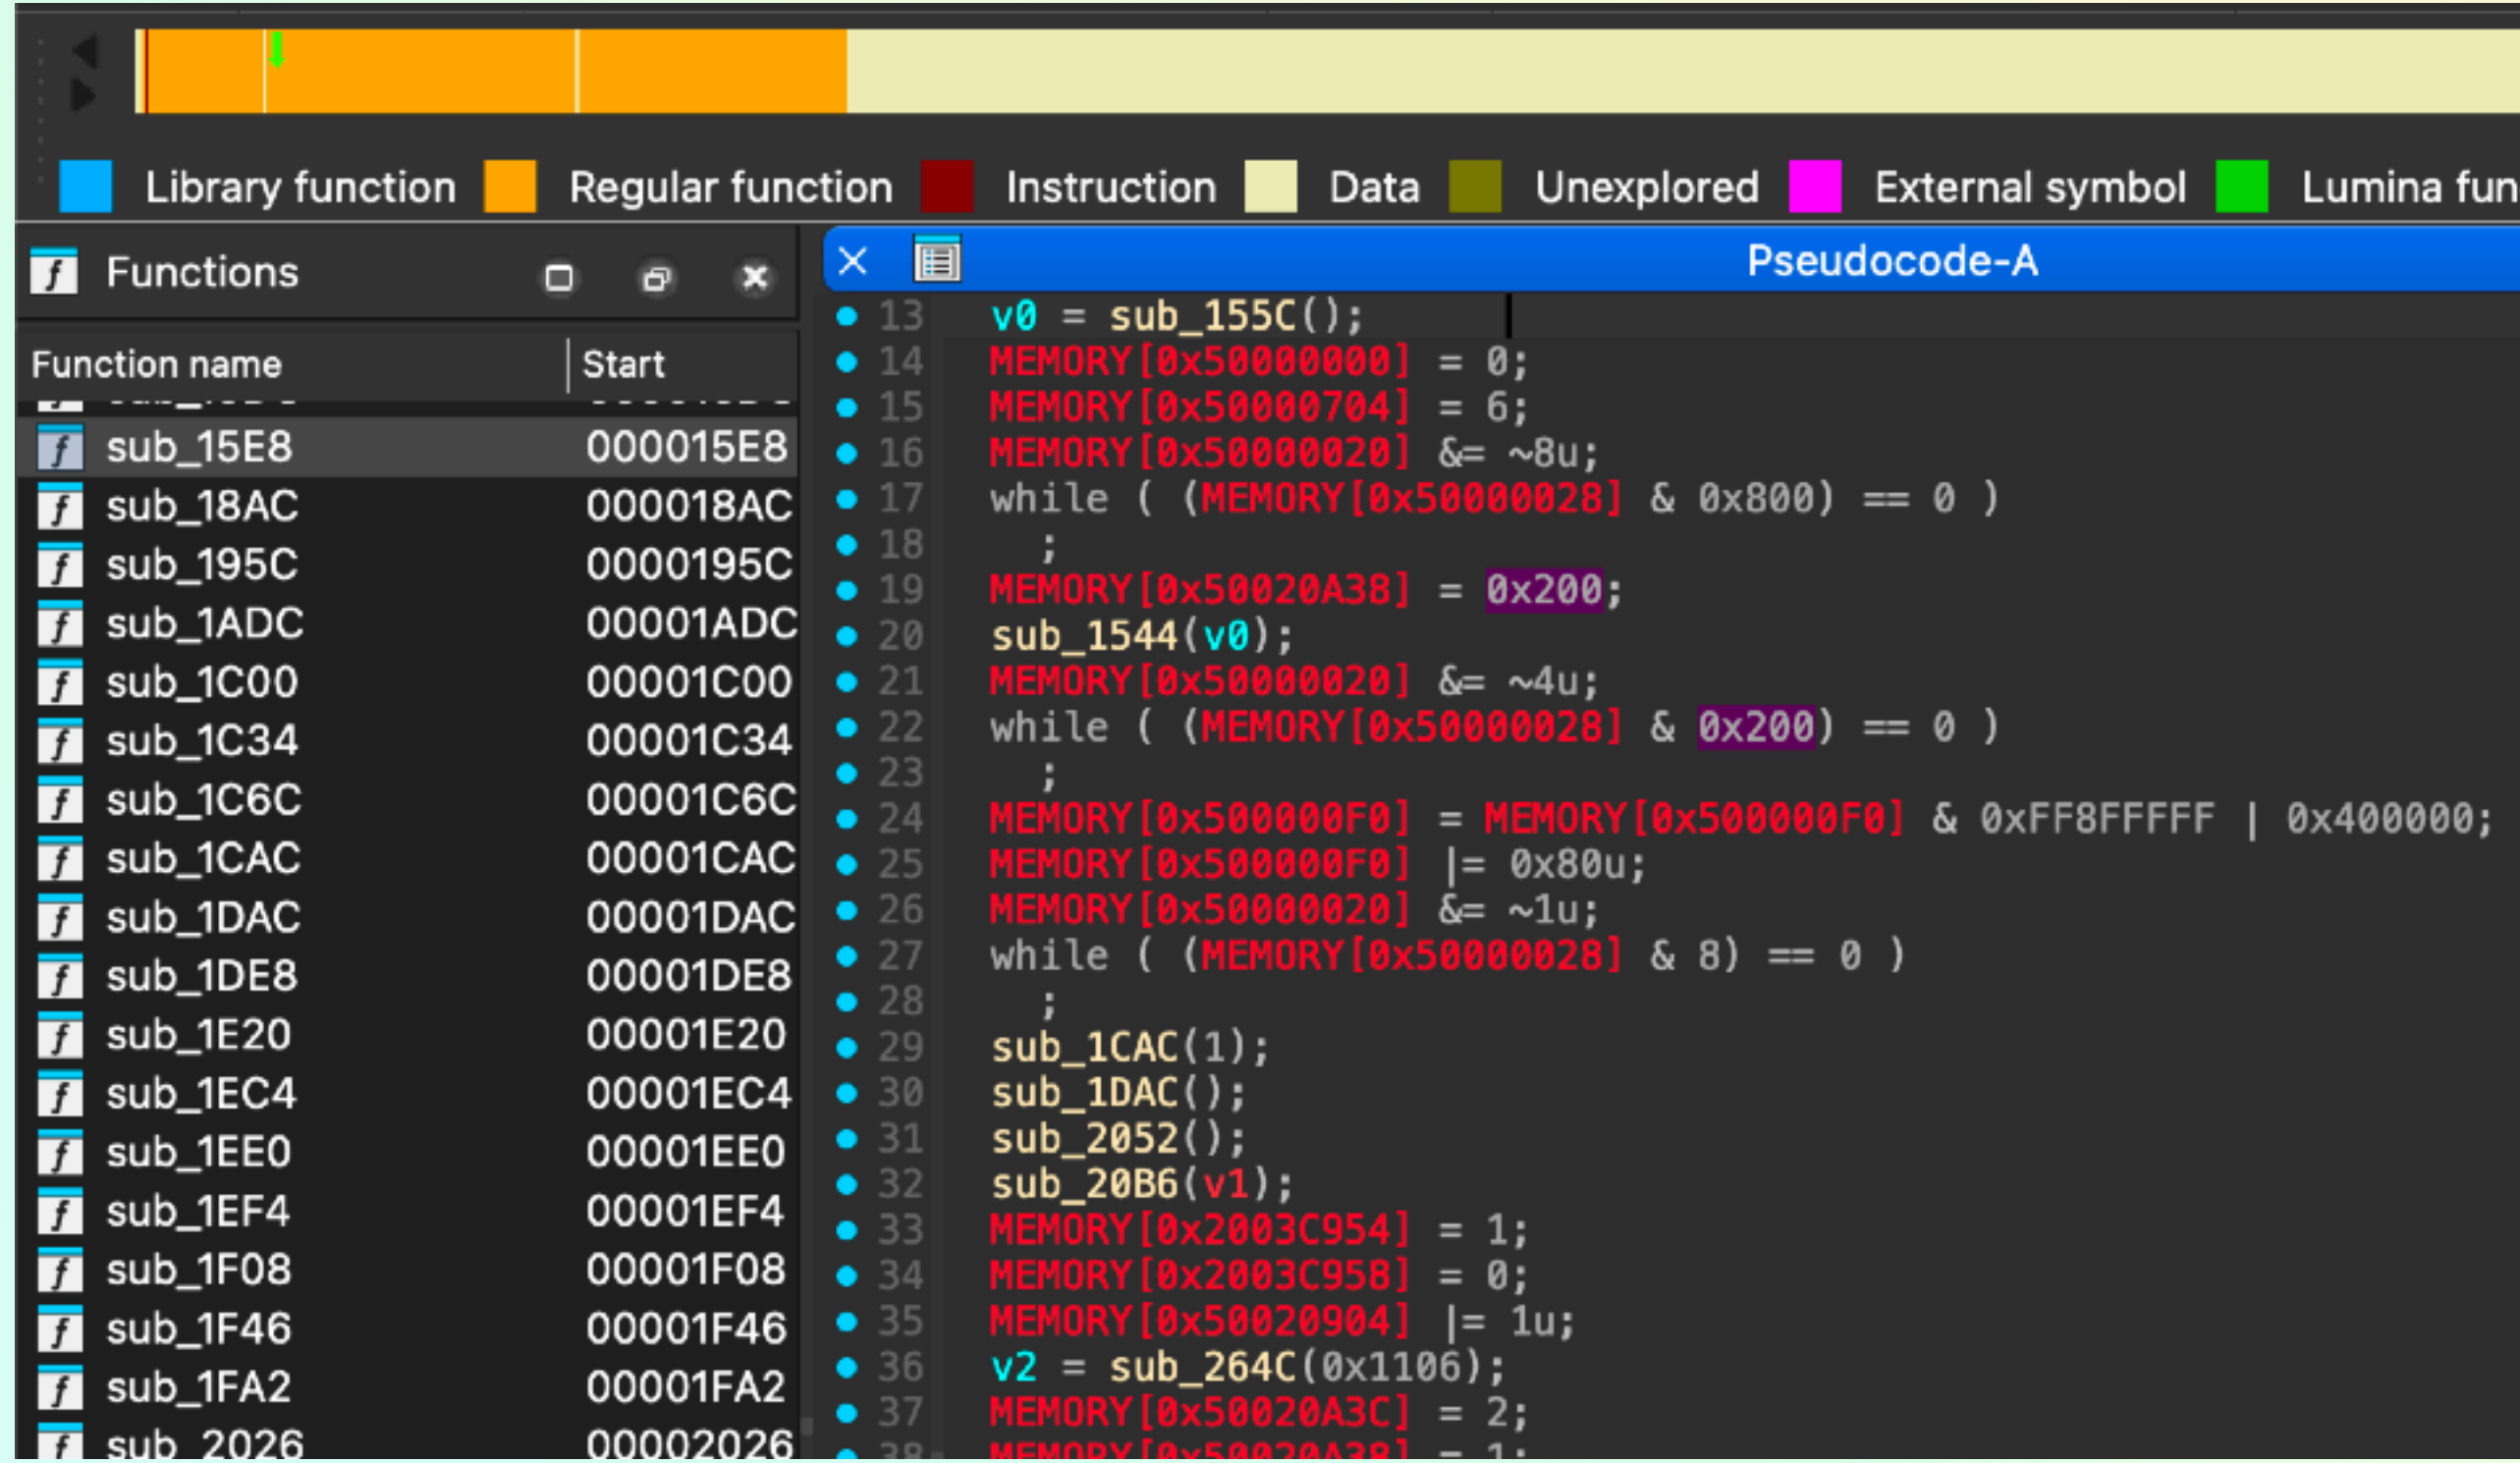 Library function Regular function Instruction Data Unexplored External symbol Lumina fun
Functions
Function name Start
sub_15E8 000015E8
sub_18AC 000018AC
sub_195C 0000195C
sub_1ADC 00001ADC
sub_1C00 00001C00
sub_1C34 00001C34
sub_1C6C 00001C6C
sub_1CAC 00001CAC
sub_1DAC 00001DAC
sub_1DE8 00001DE8
sub_1E20 00001E20
sub_1EC4 00001EC4
sub_1EE0 00001EE0
sub_1EF4 00001EF4
sub_1F08 00001F08
sub_1F46 00001F46
sub_1FA2 00001FA2
sub_2026 00002026
Pseudocode-A
13 v0 = sub_155C();
14 MEMORY[0x50000000] = 0;
15 MEMORY[0x50000704] = 6;
16 MEMORY[0x50000020] &= ~8u;
17 while ( (MEMORY[0x50000028] & 0x800) == 0 )
18 ;
19 MEMORY[0x50020A38] = 0x200;
20 sub_1544(v0);
21 MEMORY[0x50000020] &= ~4u;
22 while ( (MEMORY[0x50000028] & 0x200) == 0 )
23 ;
24 MEMORY[0x500000F0] = MEMORY[0x500000F0] & 0xFF8FFFFF | 0x400000;
25 MEMORY[0x500000F0] |= 0x80u;
26 MEMORY[0x50000020] &= ~1u;
27 while ( (MEMORY[0x50000028] & 8) == 0 )
28 ;
29 sub_1CAC(1);
30 sub_1DAC();
31 sub_2052();
32 sub_20B6(v1);
33 MEMORY[0x2003C954] = 1;
34 MEMORY[0x2003C958] = 0;
35 MEMORY[0x50020904] |= 1u;
36 v2 = sub_264C(0x1106);
37 MEMORY[0x50020A3C] = 2;
38 MEMORY[0x50020A38] = 1;